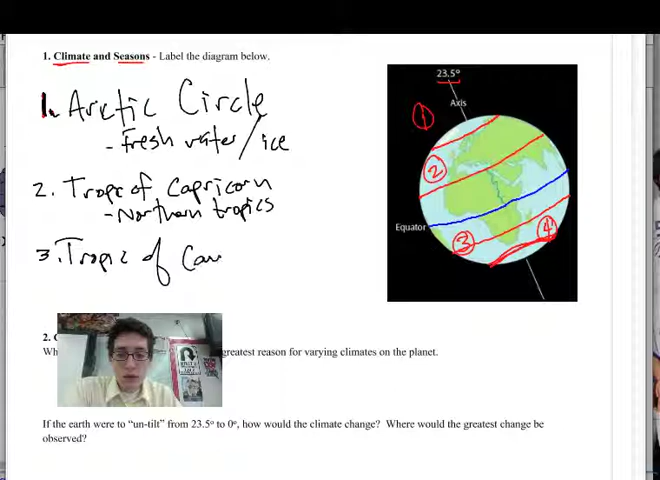 1. Climate and Seasons - Label the diagram below.
23.5°
Axis
1. Arctic Circle
- Fresh water/ice
1
2
2. Tropic of Capricorn
- Northern tropics
Equator
3
4
3. Tropic of Can
2.
Wh
greatest reason for varying climates on the planet.
If the earth were to "un-tilt" from 23.5° to 0°, how would the climate change? Where would the greatest change be
observed?